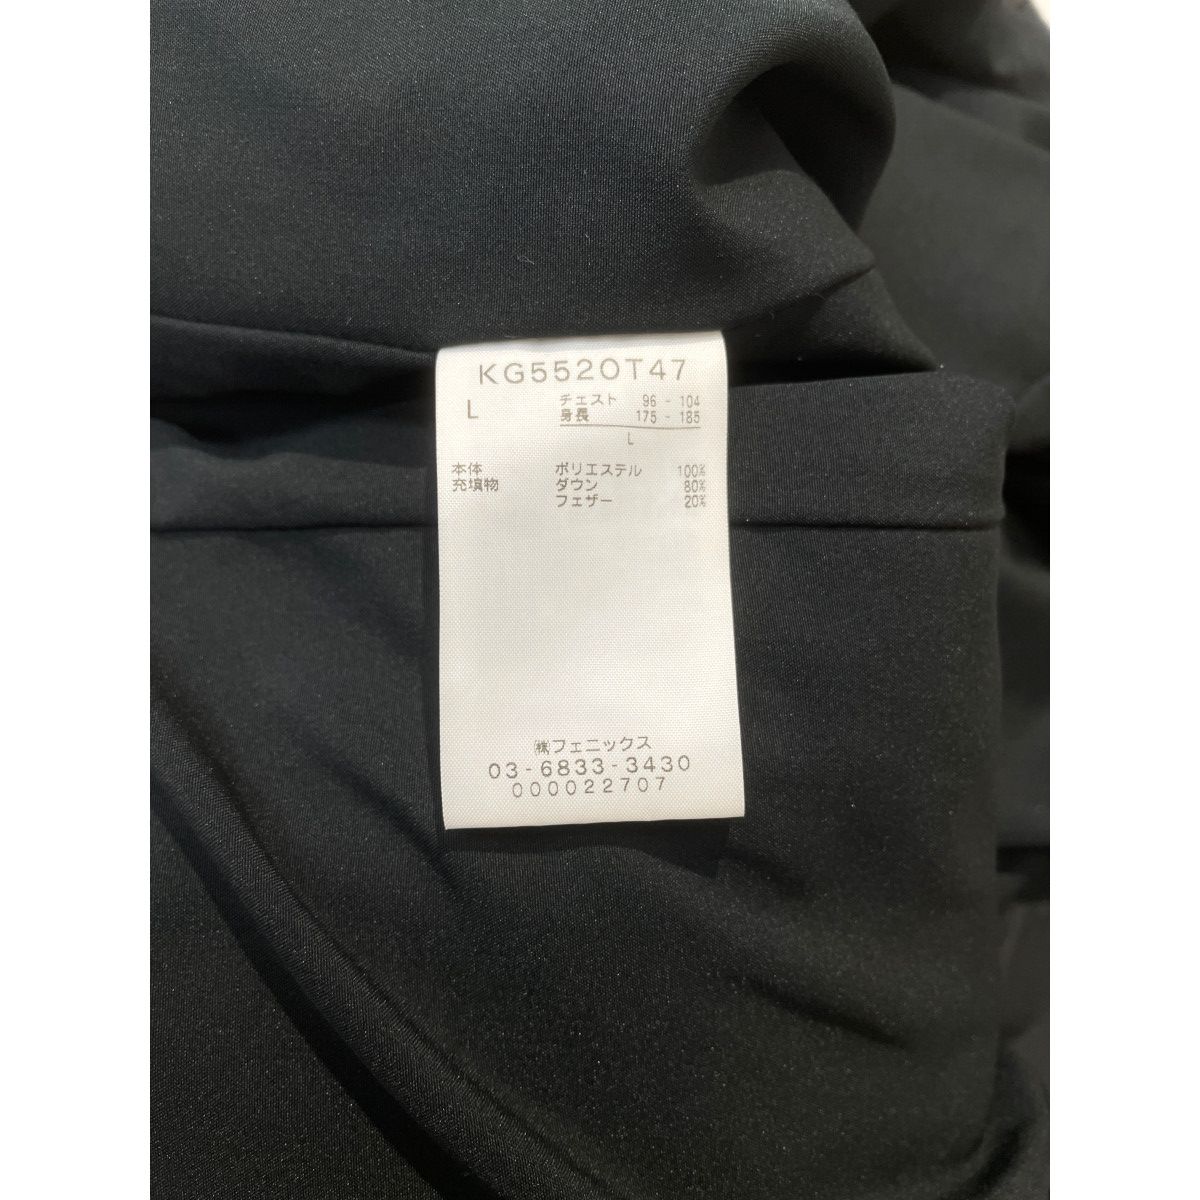 KG5520T47
L チェスト 96 - 104
身長 175 - 185
L
本体 ポリエステル 100%
充填物 ダウン 80%
フェザー 20%
㈱フェニックス
03-6833-3430
000022707